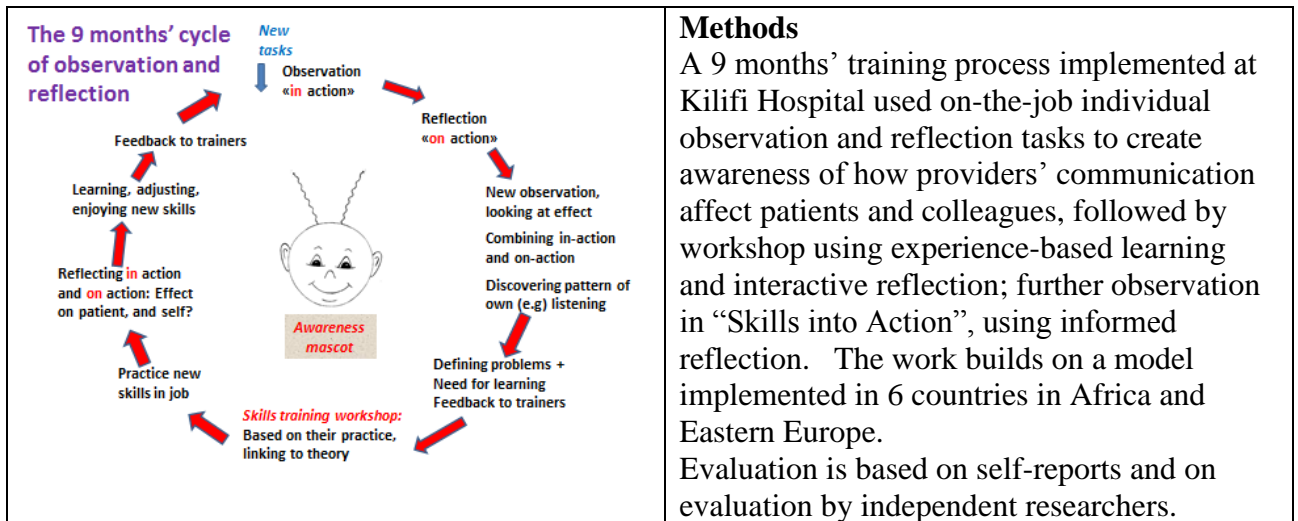 The 9 months’ cycle
of observation and
reflection
New
tasks
Observation
«in action»
Reflection
«on action»
New observation,
looking at effect
Combining in-action
and on-action
Discovering pattern of
own (e.g) listening
Defining problems +
Need for learning
Feedback to trainers
Skills training workshop:
Based on their practice,
linking to theory
Practice new
skills in job
Reflecting in action
and on action: Effect
on patient, and self?
Learning, adjusting,
enjoying new skills
Feedback to trainers
Awareness
mascot
Methods
A 9 months’ training process implemented at
Kilifi Hospital used on-the-job individual
observation and reflection tasks to create
awareness of how providers’ communication
affect patients and colleagues, followed by
workshop using experience-based learning
and interactive reflection; further observation
in “Skills into Action”, using informed
reflection. The work builds on a model
implemented in 6 countries in Africa and
Eastern Europe.
Evaluation is based on self-reports and on
evaluation by independent researchers.